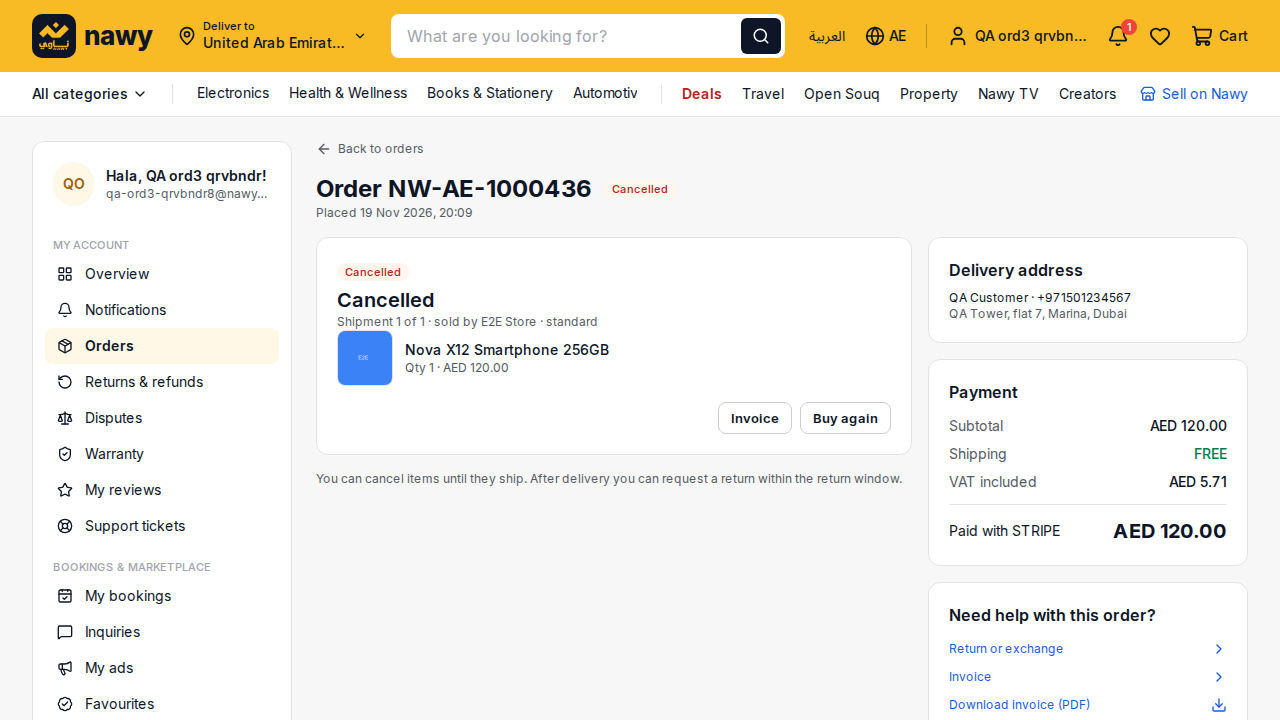 ناوي
nawy
Deliver to
United Arab Emirat...
What are you looking for?
العربية
AE
QA ord3 qrvbn...
1
Cart
All categories
Electronics
Health & Wellness
Books & Stationery
Automotiv
Deals
Travel
Open Souq
Property
Nawy TV
Creators
Sell on Nawy
QO
Hala, QA ord3 qrvbndr!
qa-ord3-qrvbndr8@nawy...
MY ACCOUNT
Overview
Notifications
Orders
Returns & refunds
Disputes
Warranty
My reviews
Support tickets
BOOKINGS & MARKETPLACE
My bookings
Inquiries
My ads
Favourites
Back to orders
Order NW-AE-1000436
Cancelled
Placed 19 Nov 2026, 20:09
Cancelled
Cancelled
Shipment 1 of 1 · sold by E2E Store · standard
E2E
Nova X12 Smartphone 256GB
Qty 1 · AED 120.00
Invoice
Buy again
You can cancel items until they ship. After delivery you can request a return within the return window.
Delivery address
QA Customer · +971501234567
QA Tower, flat 7, Marina, Dubai
Payment
Subtotal AED 120.00
Shipping FREE
VAT included AED 5.71
Paid with STRIPE AED 120.00
Need help with this order?
Return or exchange
Invoice
Download invoice (PDF)